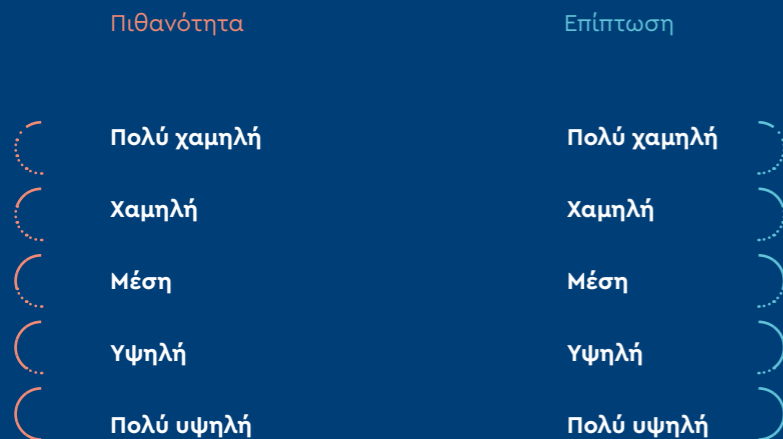 Πιθανότητα Επίπτωση
Πολύ χαμηλή Πολύ χαμηλή
Χαμηλή Χαμηλή
Μέση Μέση
Υψηλή Υψηλή
Πολύ υψηλή Πολύ υψηλή